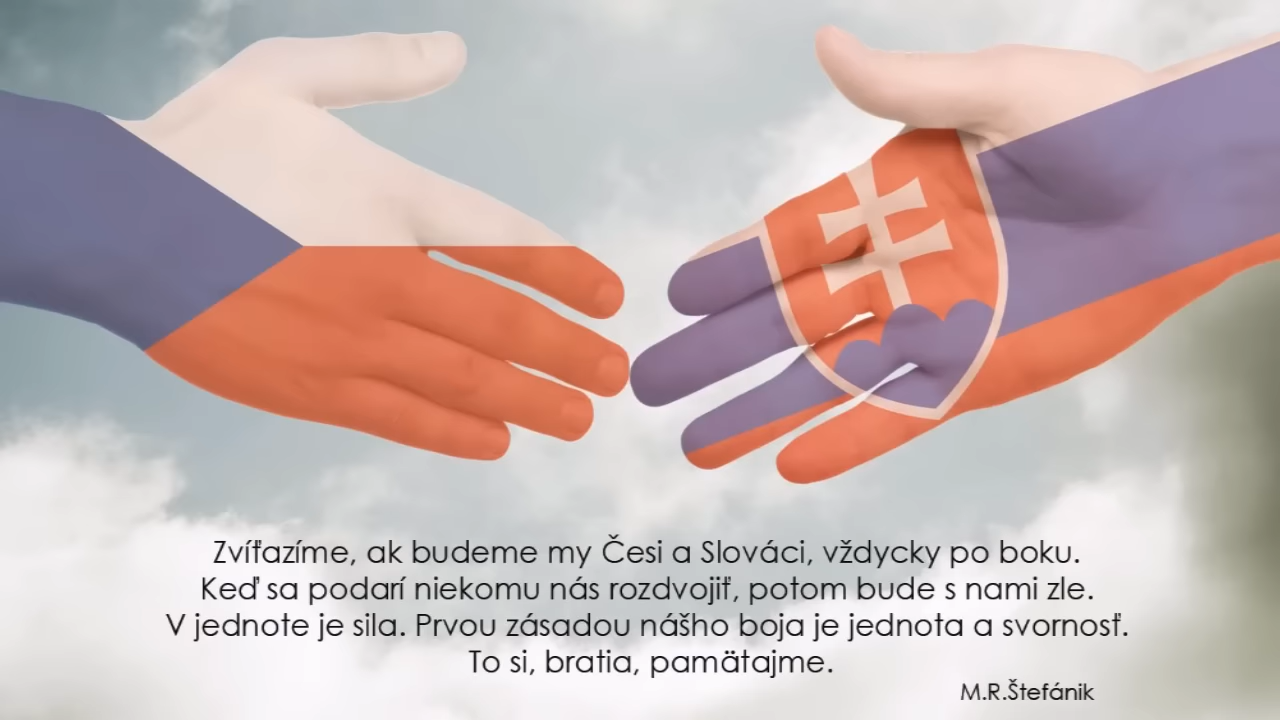 Zvíťazíme, ak budeme my Česi a Slováci, vždycky po boku.
Keď sa podarí niekomu nás rozdvojiť, potom bude s nami zle.
V jednote je sila. Prvou zásadou nášho boja je jednota a svornosť.
To si, bratia, pamätajme.
M.R.Štefánik